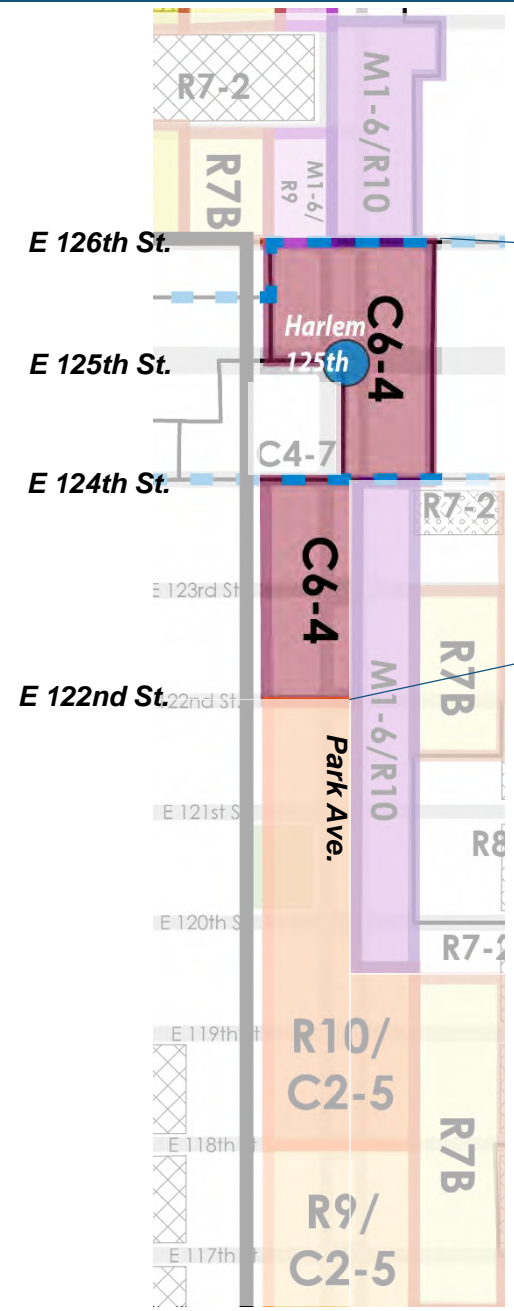 R7-2
M1-6/R10
R7B
M1-6/
R9
E 126th St.
Harlem
125th
C6-4
E 125th St.
C4-7
E 124th St.
R7-2
C6-4
E 123rd St
R7B
M1-6/R10
E 122nd St.
22nd St.
Park Ave.
E 121st S
R8
E 120th S
R7-2
E 119th t
R10/
C2-5
R7B
E 118th t
R9/
C2-5
E 117th t.